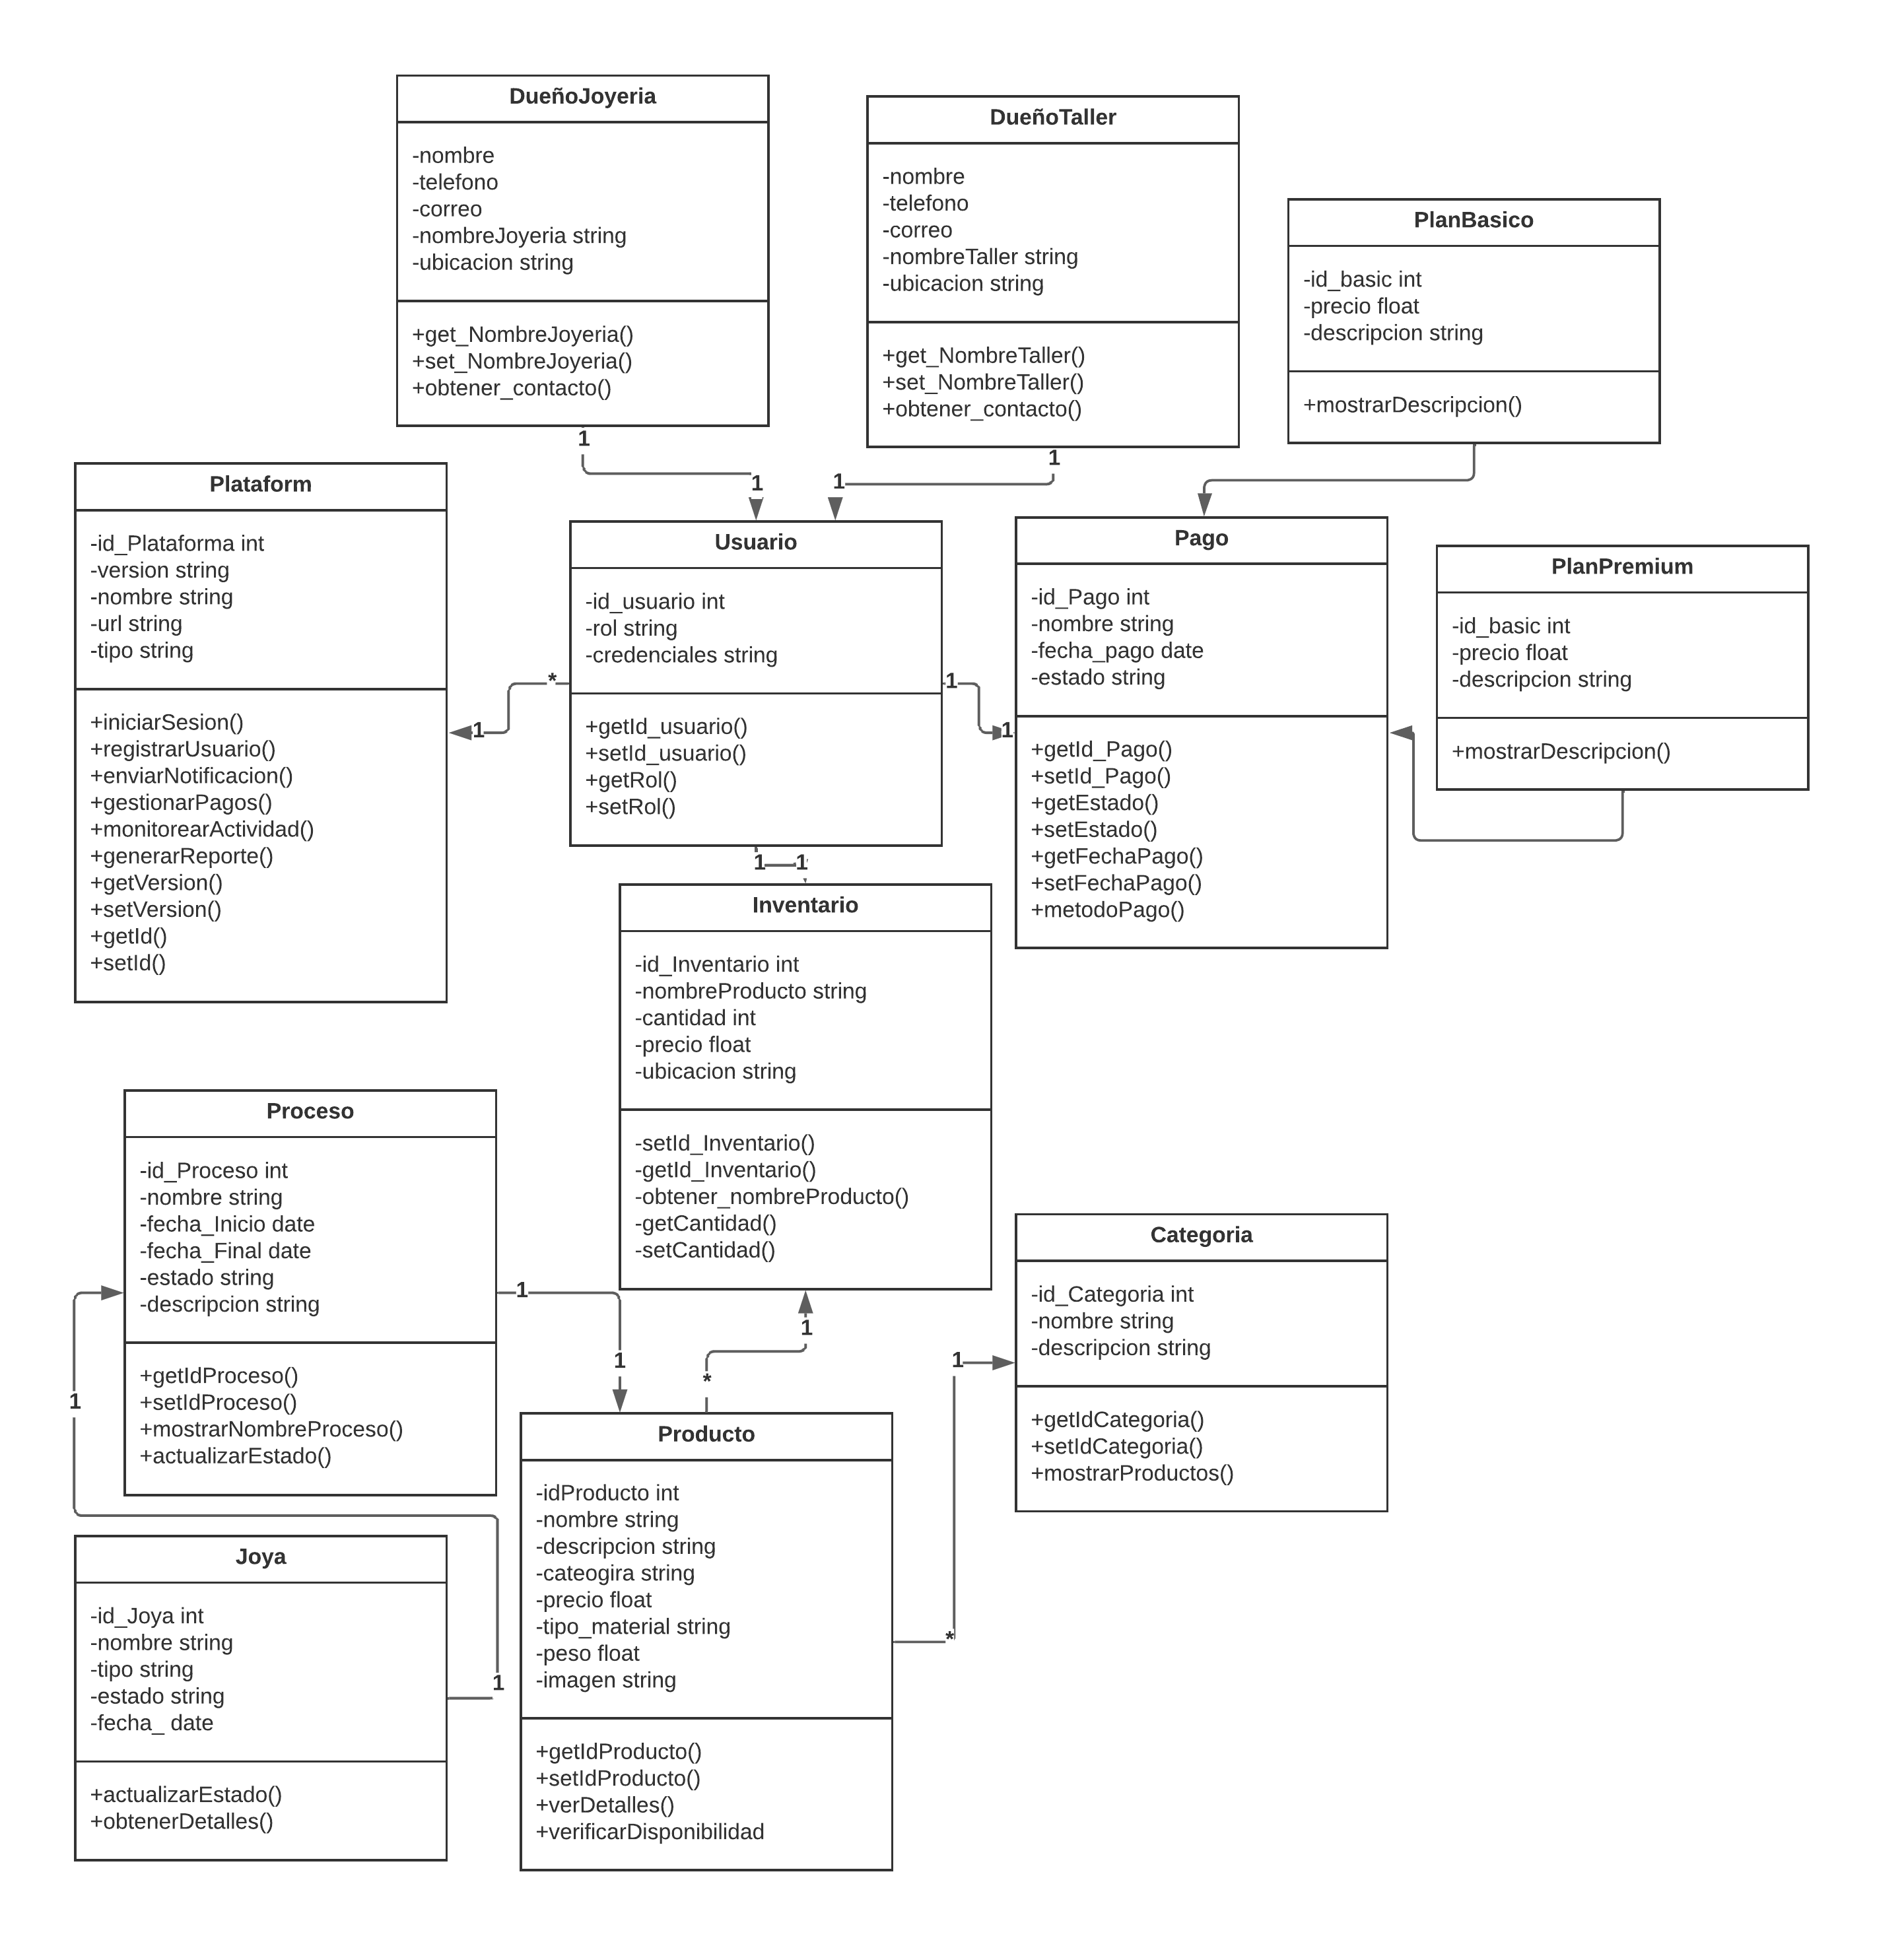 DueñoJoyeria
-nombre
-telefono
-correo
-nombreJoyeria string
-ubicacion string
+get_NombreJoyeria()
+set_NombreJoyeria()
+obtener_contacto()
1
1
DueñoTaller
-nombre
-telefono
-correo
-nombreTaller string
-ubicacion string
+get_NombreTaller()
+set_NombreTaller()
+obtener_contacto()
1
1
PlanBasico
-id_basic int
-precio float
-descripcion string
+mostrarDescripcion()
Plataform
-id_Plataforma int
-version string
-nombre string
-url string
-tipo string
+iniciarSesion()
+registrarUsuario()
+enviarNotificacion()
+gestionarPagos()
+monitorearActividad()
+generarReporte()
+getVersion()
+setVersion()
+getId()
+setId()
*
1
Usuario
-id_usuario int
-rol string
-credenciales string
+getId_usuario()
+setId_usuario()
+getRol()
+setRol()
1
1
1
1
Pago
-id_Pago int
-nombre string
-fecha_pago date
-estado string
+getId_Pago()
+setId_Pago()
+getEstado()
+setEstado()
+getFechaPago()
+setFechaPago()
+metodoPago()
PlanPremium
-id_basic int
-precio float
-descripcion string
+mostrarDescripcion()
Inventario
-id_Inventario int
-nombreProducto string
-cantidad int
-precio float
-ubicacion string
-setId_Inventario()
-getId_Inventario()
-obtener_nombreProducto()
-getCantidad()
-setCantidad()
1
*
Proceso
-id_Proceso int
-nombre string
-fecha_Inicio date
-fecha_Final date
-estado string
-descripcion string
+getIdProceso()
+setIdProceso()
+mostrarNombreProceso()
+actualizarEstado()
1
1
1
1
Categoria
-id_Categoria int
-nombre string
-descripcion string
+getIdCategoria()
+setIdCategoria()
+mostrarProductos()
1
*
Producto
-idProducto int
-nombre string
-descripcion string
-cateogira string
-precio float
-tipo_material string
-peso float
-imagen string
+getIdProducto()
+setIdProducto()
+verDetalles()
+verificarDisponibilidad
Joya
-id_Joya int
-nombre string
-tipo string
-estado string
-fecha_ date
+actualizarEstado()
+obtenerDetalles()